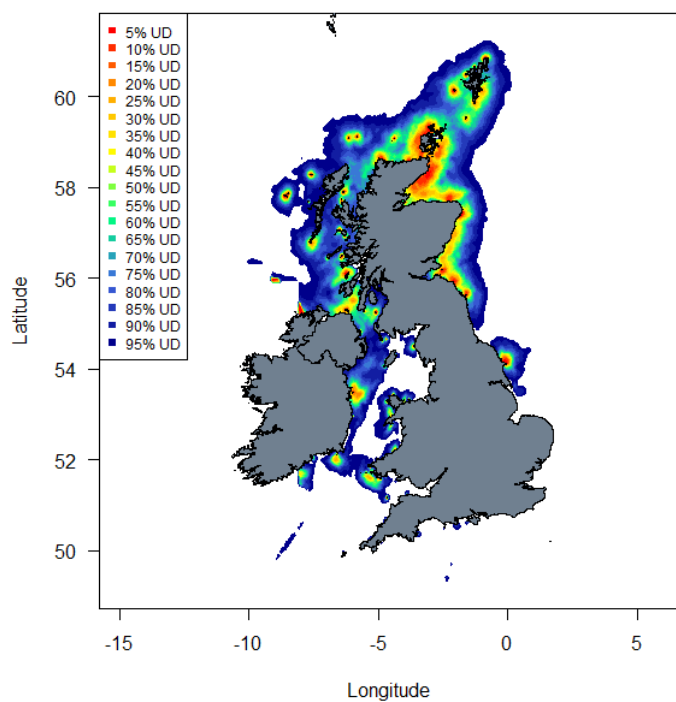 5% UD
10% UD
15% UD
20% UD
25% UD
30% UD
35% UD
40% UD
45% UD
50% UD
55% UD
60% UD
65% UD
70% UD
75% UD
80% UD
85% UD
90% UD
95% UD
Latitude
60
58
56
54
52
50
-15
-10
-5
0
5
Longitude